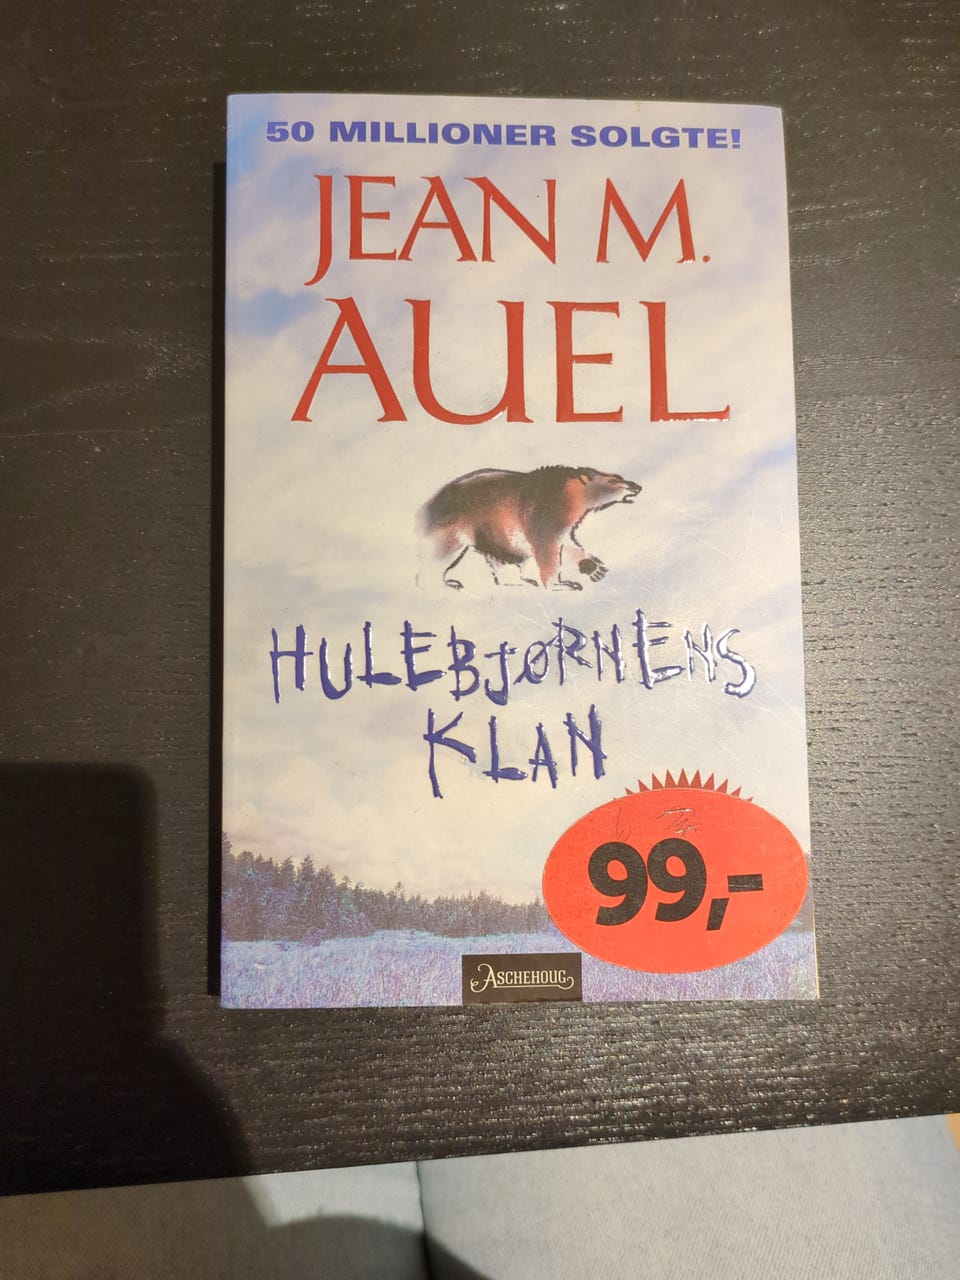 50 MILLIONER SOLGTE!
JEAN M.
AUEL
HULEBJØRNENS
KLAN
99,-
ASCHEHOUG